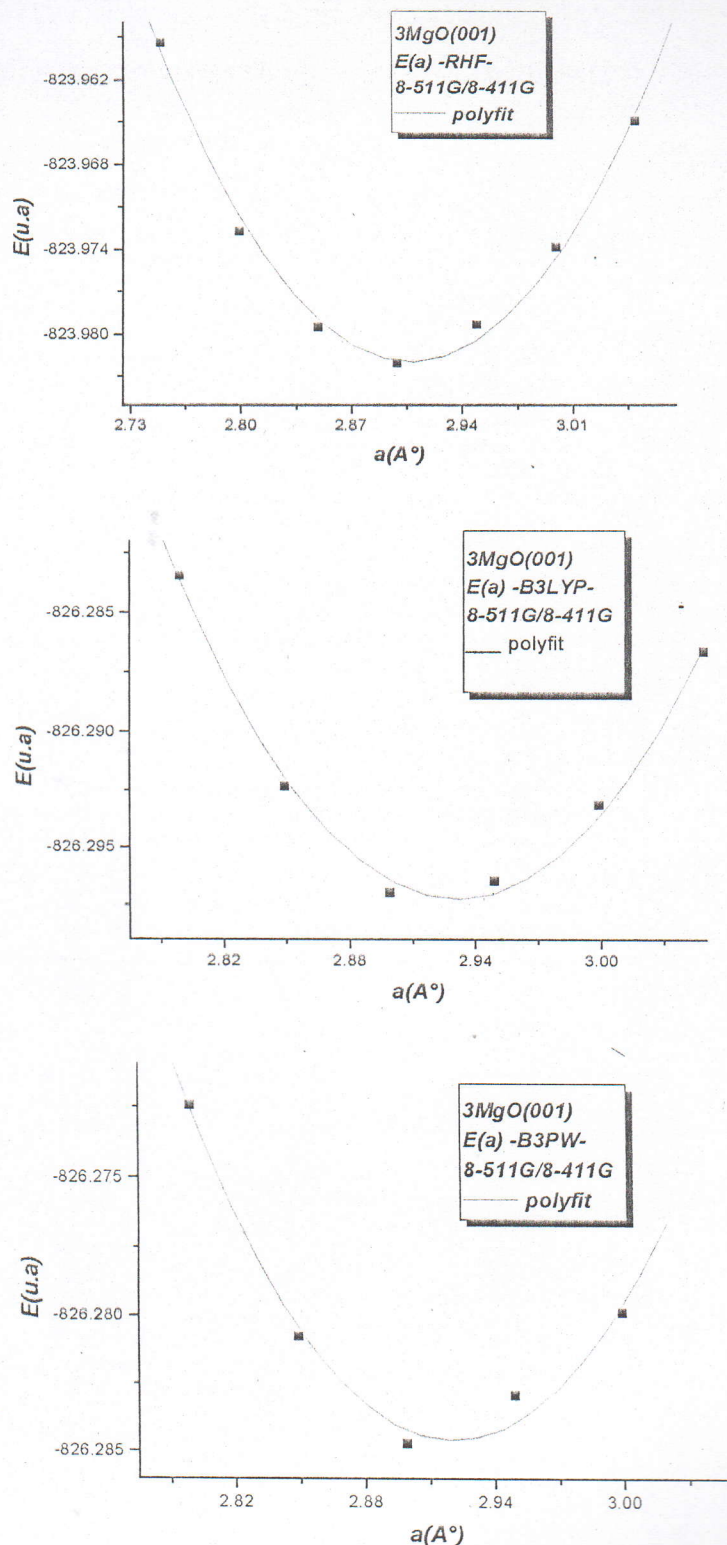 3MgO(001)
E(a) -RHF-
8-511G/8-411G
polyfit
E(u.a)
-823.962
-823.968
-823.974
-823.980
2.73 2.80 2.87 2.94 3.01
a(A°)
3MgO(001)
E(a) -B3LYP-
8-511G/8-411G
polyfit
E(u.a)
-826.285
-826.290
-826.295
2.82 2.88 2.94 3.00
a(A°)
3MgO(001)
E(a) -B3PW-
8-511G/8-411G
polyfit
E(u.a)
-826.275
-826.280
-826.285
2.82 2.88 2.94 3.00
a(A°)